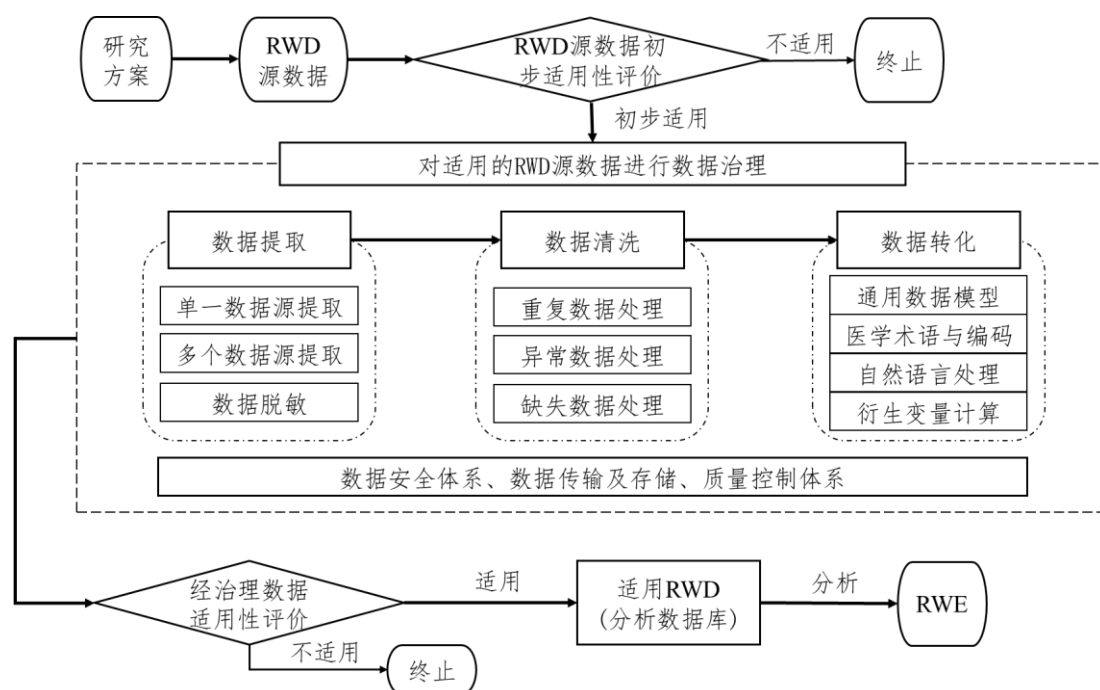 研究
方案
RWD
源数据
RWD源数据初
步适用性评价
不适用
终止
初步适用
对适用的RWD源数据进行数据治理
数据提取
单一数据源提取
多个数据源提取
数据脱敏
数据清洗
重复数据处理
异常数据处理
缺失数据处理
数据转化
通用数据模型
医学术语与编码
自然语言处理
衍生变量计算
数据安全体系、数据传输及存储、质量控制体系
经治理数据
适用性评价
适用
不适用
终止
适用RWD
(分析数据库)
分析
RWE